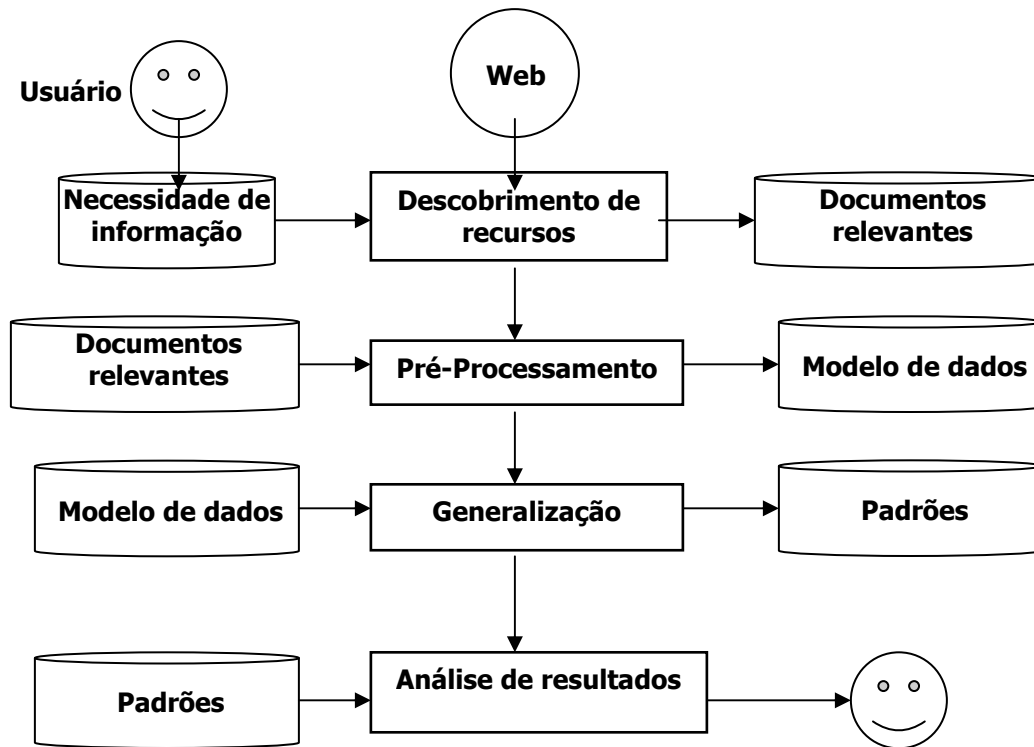 Usuário
Web
Necessidade de
informação
Descobrimento de
recursos
Documentos
relevantes
Documentos
relevantes
Pré-Processamento
Modelo de dados
Modelo de dados
Generalização
Padrões
Padrões
Análise de resultados